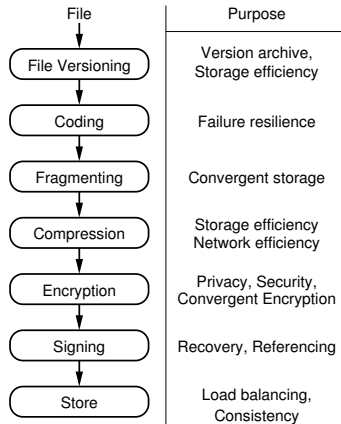 File
Purpose
File Versioning
Version archive,
Storage efficiency
Coding
Failure resilience
Fragmenting
Convergent storage
Compression
Storage efficiency
Network efficiency
Encryption
Privacy, Security,
Convergent Encryption
Signing
Recovery, Referencing
Store
Load balancing,
Consistency